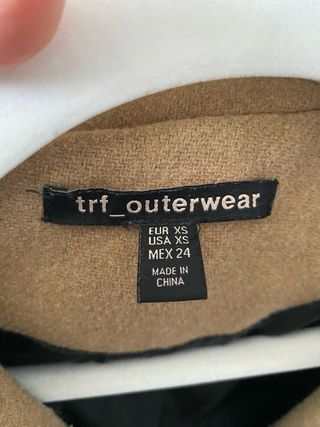 trf_outerwear
EUR XS
USA XS
MEX 24
MADE IN
CHINA